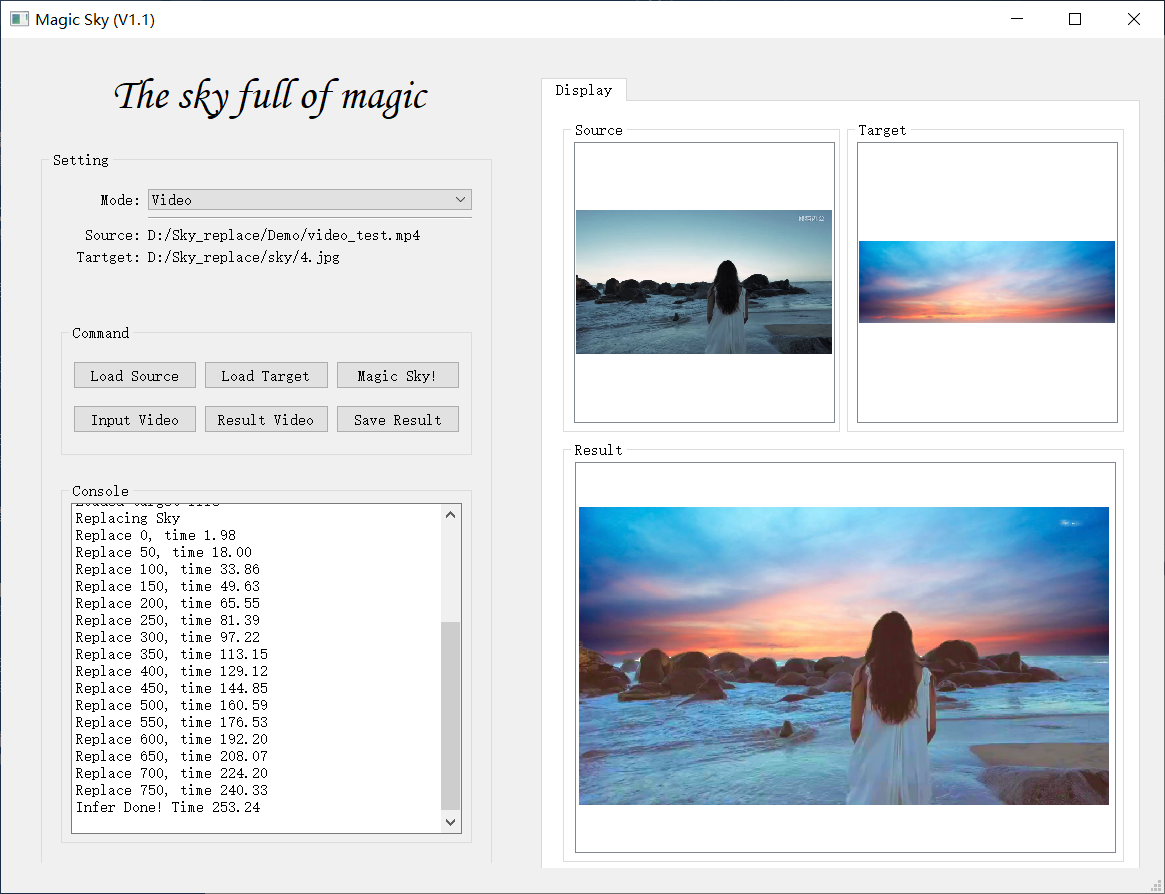 Magic Sky (V1.1)
The sky full of magic
Setting
Mode: Video
Source: D:/Sky_replace/Demo/video_test.mp4
Tartget: D:/Sky_replace/sky/4.jpg
Command
Load Source
Load Target
Magic Sky!
Input Video
Result Video
Save Result
Console
Replacing Sky
Replace 0, time 1.98
Replace 50, time 18.00
Replace 100, time 33.86
Replace 150, time 49.63
Replace 200, time 65.55
Replace 250, time 81.39
Replace 300, time 97.22
Replace 350, time 113.15
Replace 400, time 129.12
Replace 450, time 144.85
Replace 500, time 160.59
Replace 550, time 176.53
Replace 600, time 192.20
Replace 650, time 208.07
Replace 700, time 224.20
Replace 750, time 240.33
Infer Done! Time 253.24
Display
Source
Target
Result